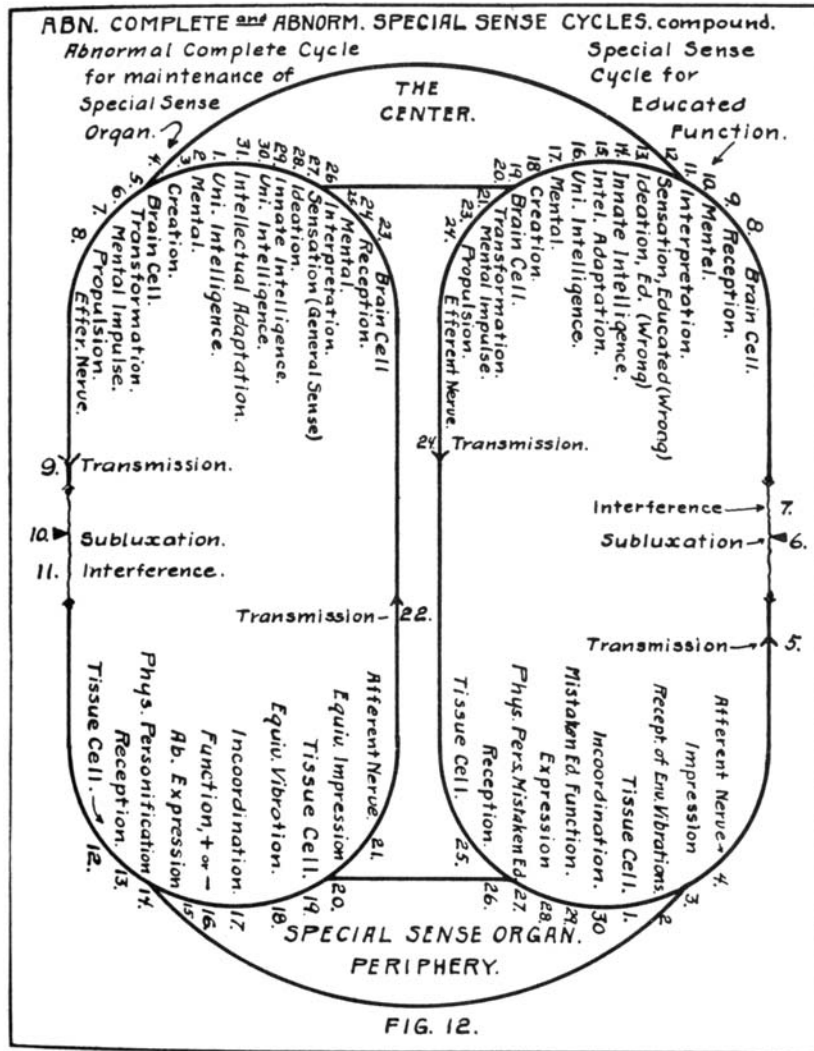 ABN. COMPLETE and ABNORM. SPECIAL SENSE CYCLES. compound.
Abnormal Complete Cycle
for maintenance of
Special Sense
Organ.
THE
CENTER.
Special Sense
Cycle for
Educated
Function.
1. Uni. Intelligence.
2. Mental.
3. Creation.
4. Brain Cell.
5. Transformation.
6. Mental Impulse.
7. Propulsion.
8. Effer. Nerve.
9. Transmission.
10. Subluxation.
11. Interference.
12. Tissue Cell.
13. Reception.
14. Phys. Personification
15 Ab. Expression
16. Function, + or -
17. Incoordination.
18. Equiv. Vibration.
19. Tissue Cell.
20. Equiv. Impression
21. Afferent Nerve.
22. Transmission
23. Brain Cell
24. Reception.
25. Mental.
26 Interpretation.
27. Sensation (General Sense)
28. Ideation.
29. Innate Intelligence.
30. Uni. Intelligence.
31. Intellectual Adaptation.
1. Tissue Cell.
2 Recept. of Env. Vibrations.
3. Impression
4. Afferent Nerve
5. Transmission
6. Subluxation
7. Interference
8. Brain Cell.
9. Reception.
10. Mental.
11. Interpretation.
12. Sensation, Educated (Wrong)
13. Ideation, Ed. (Wrong)
14. Innate Intelligence.
15. Intel. Adaptation.
16. Uni. Intelligence.
17. Mental.
18 Creation.
19. Brain Cell.
20. Transformation.
21. Mental Impulse.
23. Propulsion.
24. Efferent Nerve.
24. Transmission.
25. Tissue Cell.
26. Reception.
27. Phys. Pers. Mistaken Ed.
28. Expression
29. Mistaken Ed. Function.
30 Incoordination.
SPECIAL SENSE ORGAN.
PERIPHERY.
FIG. 12.